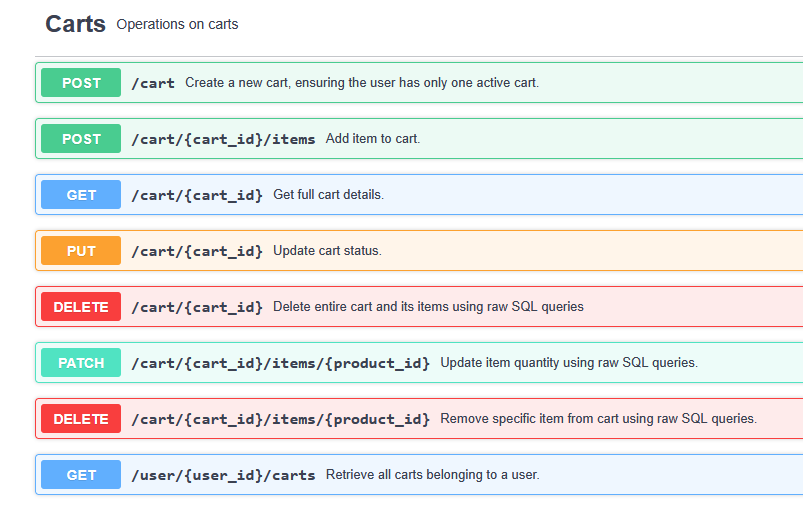 Carts Operations on carts
POST /cart Create a new cart, ensuring the user has only one active cart.
POST /cart/{cart_id}/items Add item to cart.
GET /cart/{cart_id} Get full cart details.
PUT /cart/{cart_id} Update cart status.
DELETE /cart/{cart_id} Delete entire cart and its items using raw SQL queries
PATCH /cart/{cart_id}/items/{product_id} Update item quantity using raw SQL queries.
DELETE /cart/{cart_id}/items/{product_id} Remove specific item from cart using raw SQL queries.
GET /user/{user_id}/carts Retrieve all carts belonging to a user.